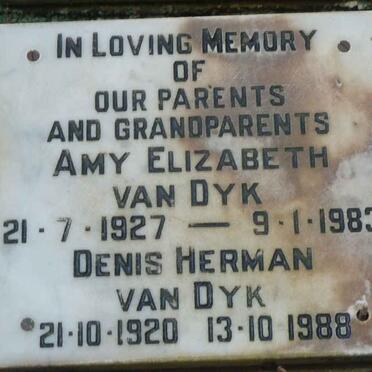 IN LOVING MEMORY
OF
OUR PARENTS
AND GRANDPARENTS
AMY ELIZABETH
VAN DYK
21-7-1927 — 9-1-1983
DENIS HERMAN
VAN DYK
21-10-1920 13-10-1988